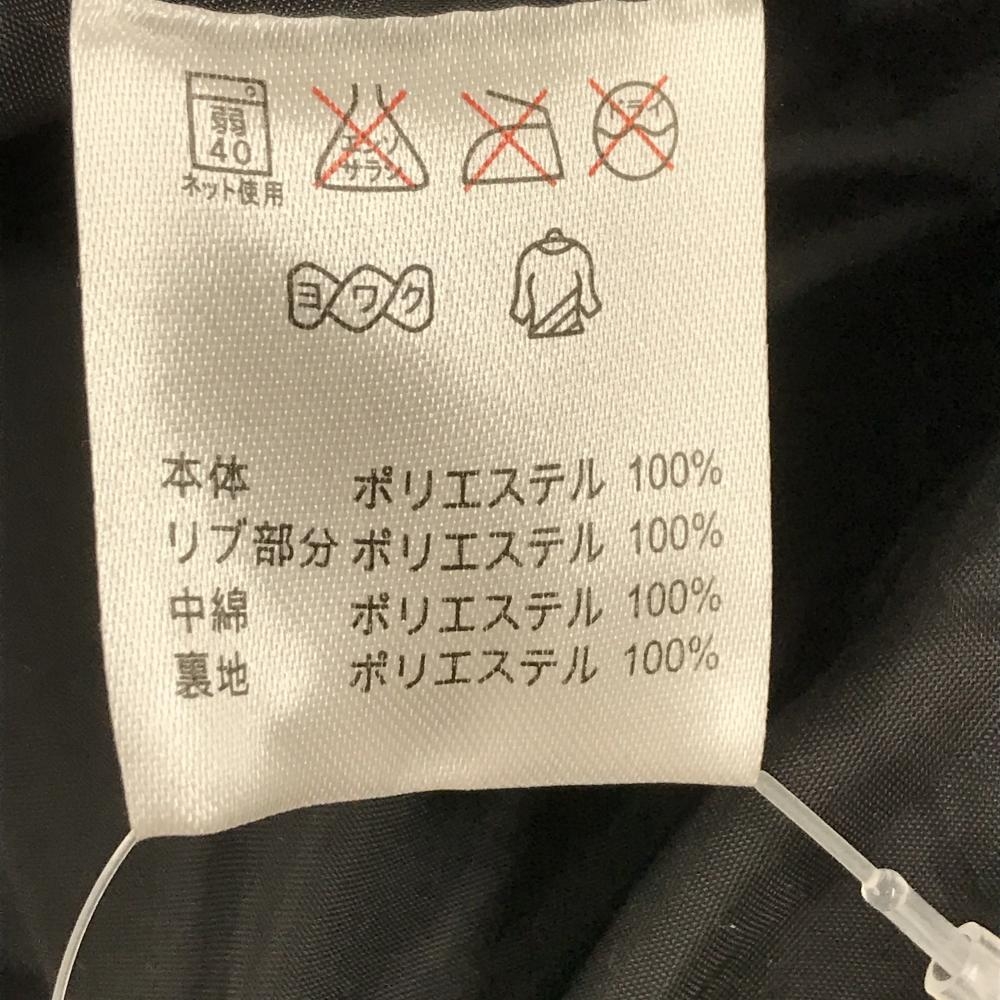 弱
40
ネット使用
エンソ
サラシ
ドライ
ヨワク
本体 ポリエステル 100%
リブ部分 ポリエステル 100%
中綿 ポリエステル 100%
裏地 ポリエステル 100%